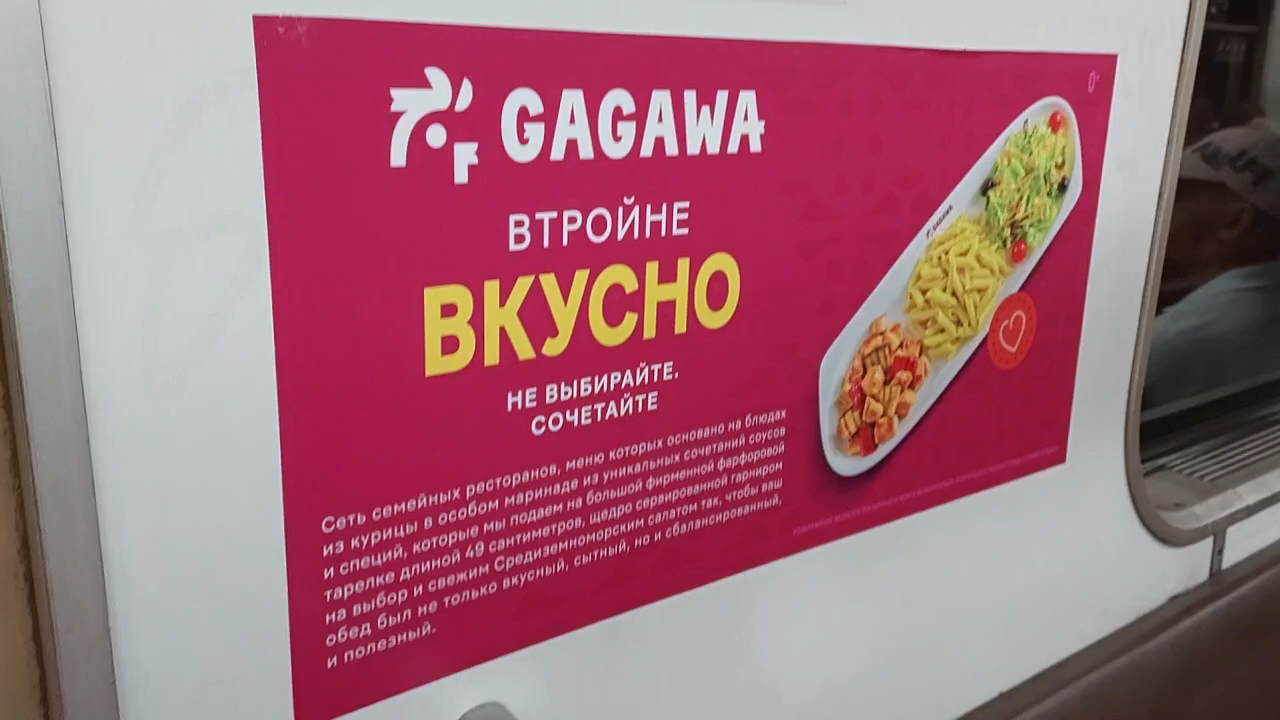 GAGAWA
ВТРОЙНЕ
ВКУСНО
НЕ ВЫБИРАЙТЕ.
СОЧЕТАЙТЕ
Сеть семейных ресторанов, меню которых основано на блюдах
из курицы в особом маринаде из уникальных сочетаний соусов
и специй, которые мы подаем на большой фирменной фарфоровой
тарелке длиной 49 сантиметров, щедро сервированной гарниром
на выбор и свежим Средиземноморским салатом так, чтобы ваш
обед был не только вкусный, сытный, но и сбалансированный,
и полезный.
GAGAWA
0+